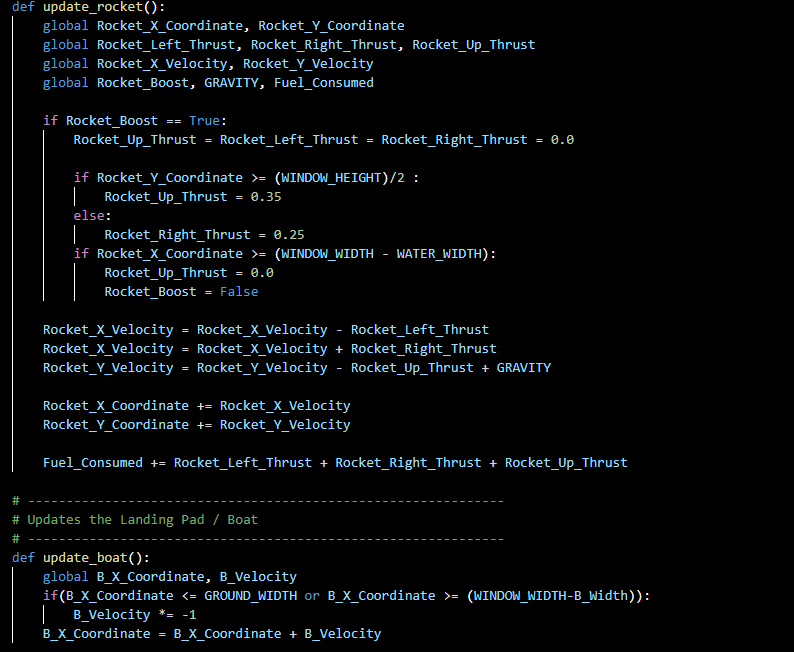 def update_rocket():
    global Rocket_X_Coordinate, Rocket_Y_Coordinate
    global Rocket_Left_Thrust, Rocket_Right_Thrust, Rocket_Up_Thrust
    global Rocket_X_Velocity, Rocket_Y_Velocity
    global Rocket_Boost, GRAVITY, Fuel_Consumed

    if Rocket_Boost == True:
        Rocket_Up_Thrust = Rocket_Left_Thrust = Rocket_Right_Thrust = 0.0

        if Rocket_Y_Coordinate >= (WINDOW_HEIGHT)/2 :
            Rocket_Up_Thrust = 0.35
        else:
            Rocket_Right_Thrust = 0.25
        if Rocket_X_Coordinate >= (WINDOW_WIDTH - WATER_WIDTH):
            Rocket_Up_Thrust = 0.0
            Rocket_Boost = False

    Rocket_X_Velocity = Rocket_X_Velocity - Rocket_Left_Thrust
    Rocket_X_Velocity = Rocket_X_Velocity + Rocket_Right_Thrust
    Rocket_Y_Velocity = Rocket_Y_Velocity - Rocket_Up_Thrust + GRAVITY

    Rocket_X_Coordinate += Rocket_X_Velocity
    Rocket_Y_Coordinate += Rocket_Y_Velocity

    Fuel_Consumed += Rocket_Left_Thrust + Rocket_Right_Thrust + Rocket_Up_Thrust

# --------------------------------------------------------------
# Updates the Landing Pad / Boat
# --------------------------------------------------------------
def update_boat():
    global B_X_Coordinate, B_Velocity
    if(B_X_Coordinate <= GROUND_WIDTH or B_X_Coordinate >= (WINDOW_WIDTH-B_Width)):
        B_Velocity *= -1
    B_X_Coordinate = B_X_Coordinate + B_Velocity